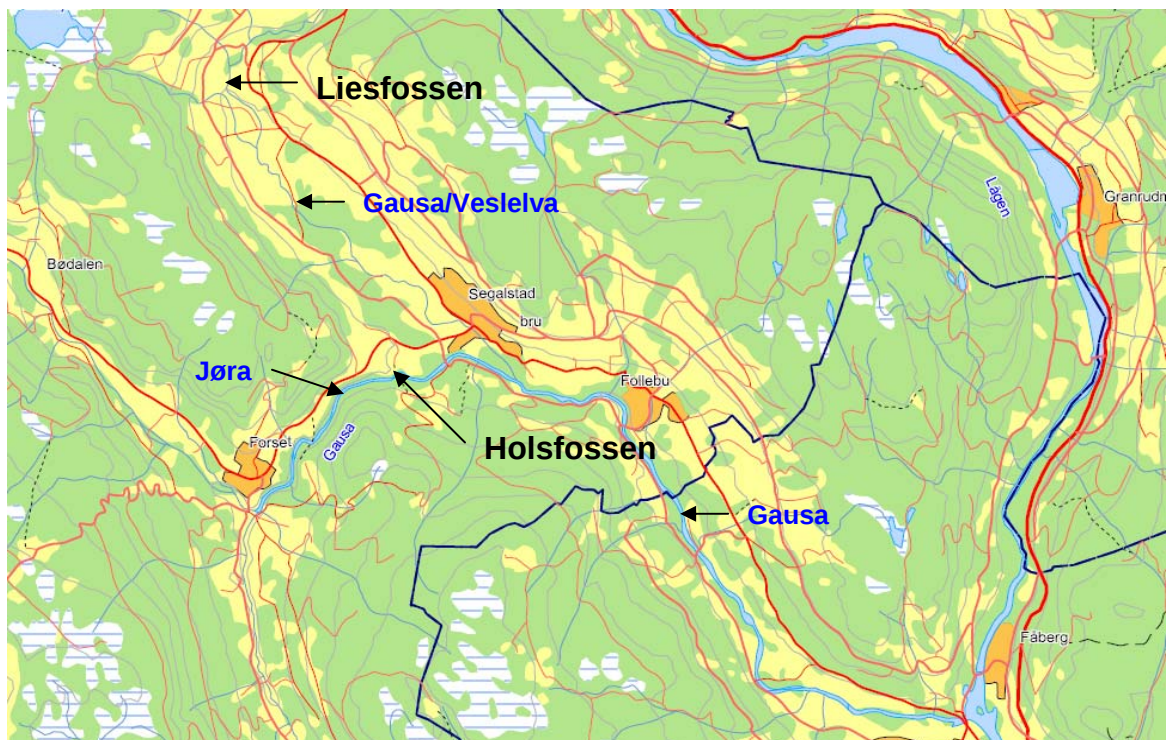 Liesfossen
Gausa/Veslelva
Lågen
Granrudm
Bødalen
Segalstad
bru
Jøra
Follebu
Forset
Gausa
Holsfossen
Gausa
Fåberg